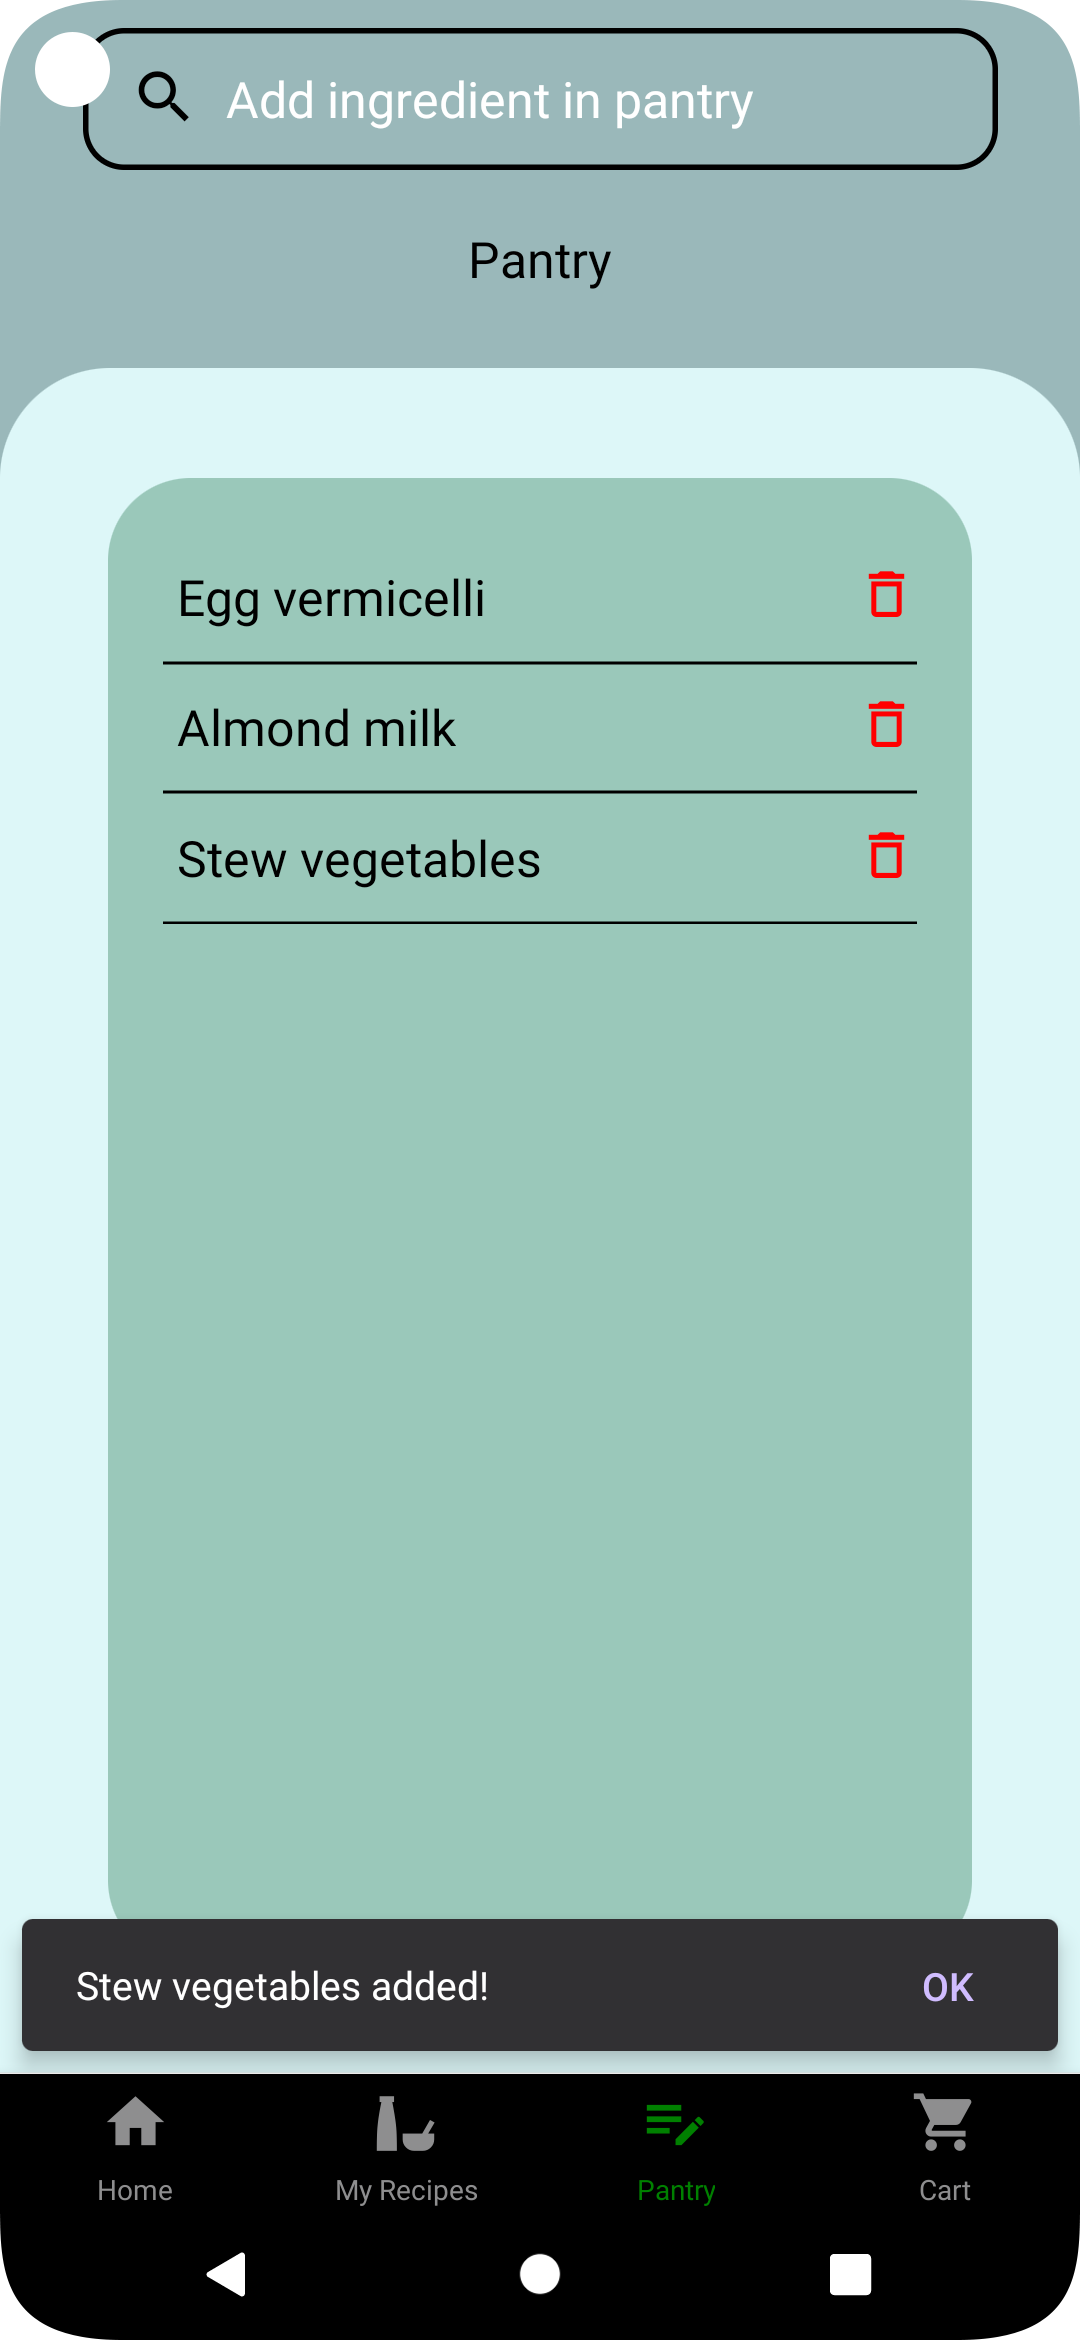 Add ingredient in pantry
Pantry
Egg vermicelli
Almond milk
Stew vegetables
Stew vegetables added!
OK
Home
My Recipes
Pantry
Cart